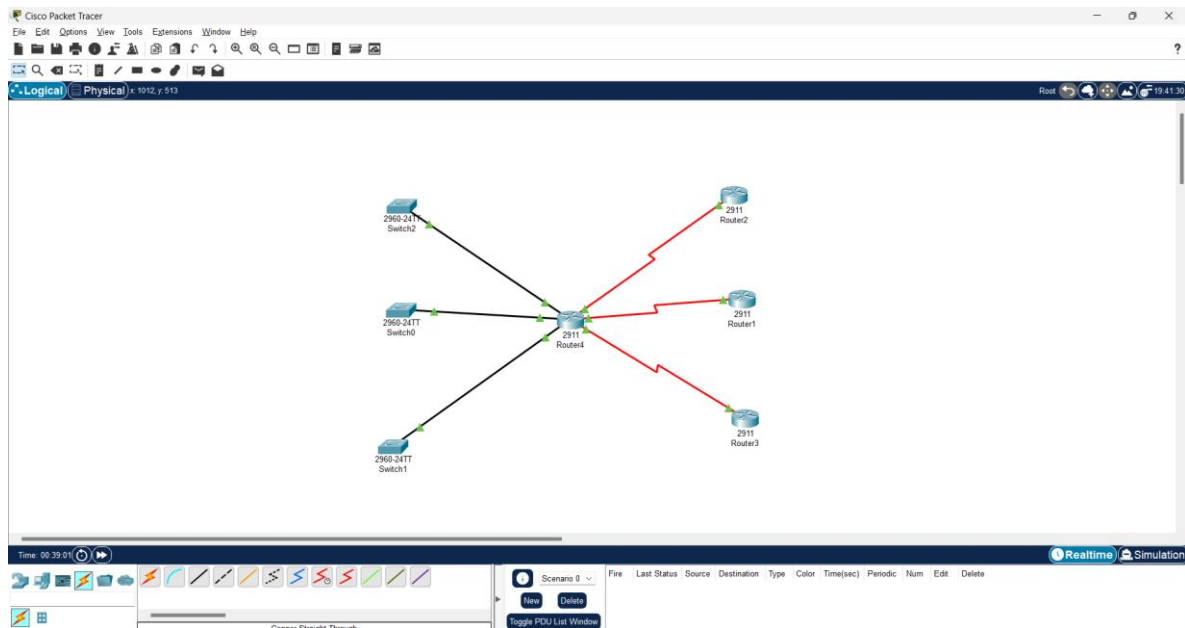 Cisco Packet Tracer
File Edit Options View Tools Extensions Window Help
?
Logical Physical x: 1012, y: 513 Root 19:41:30
2960-24TT
Switch2
2911
Router2
2960-24TT
Switch0
2911
Router4
2911
Router1
2960-24TT
Switch1
2911
Router3
Time: 00:39:01 Realtime Simulation
Scenario 0 Fire Last Status Source Destination Type Color Time(sec) Periodic Num Edit Delete
New Delete
Toggle PDU List Window
Copper Straight-Through